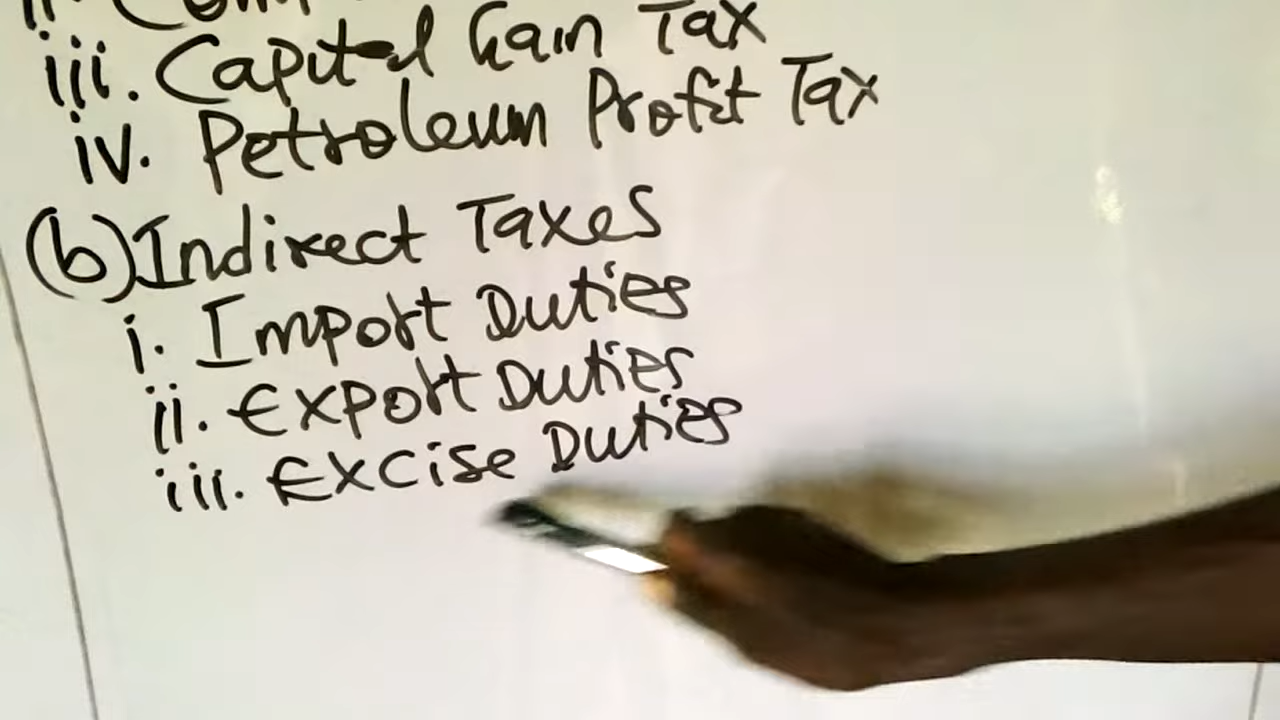 iii. Capital Gain Tax
iv. Petroleum Profit Tax
(b) Indirect Taxes
i. Import Duties
ii. Export Duties
iii. Excise Duties